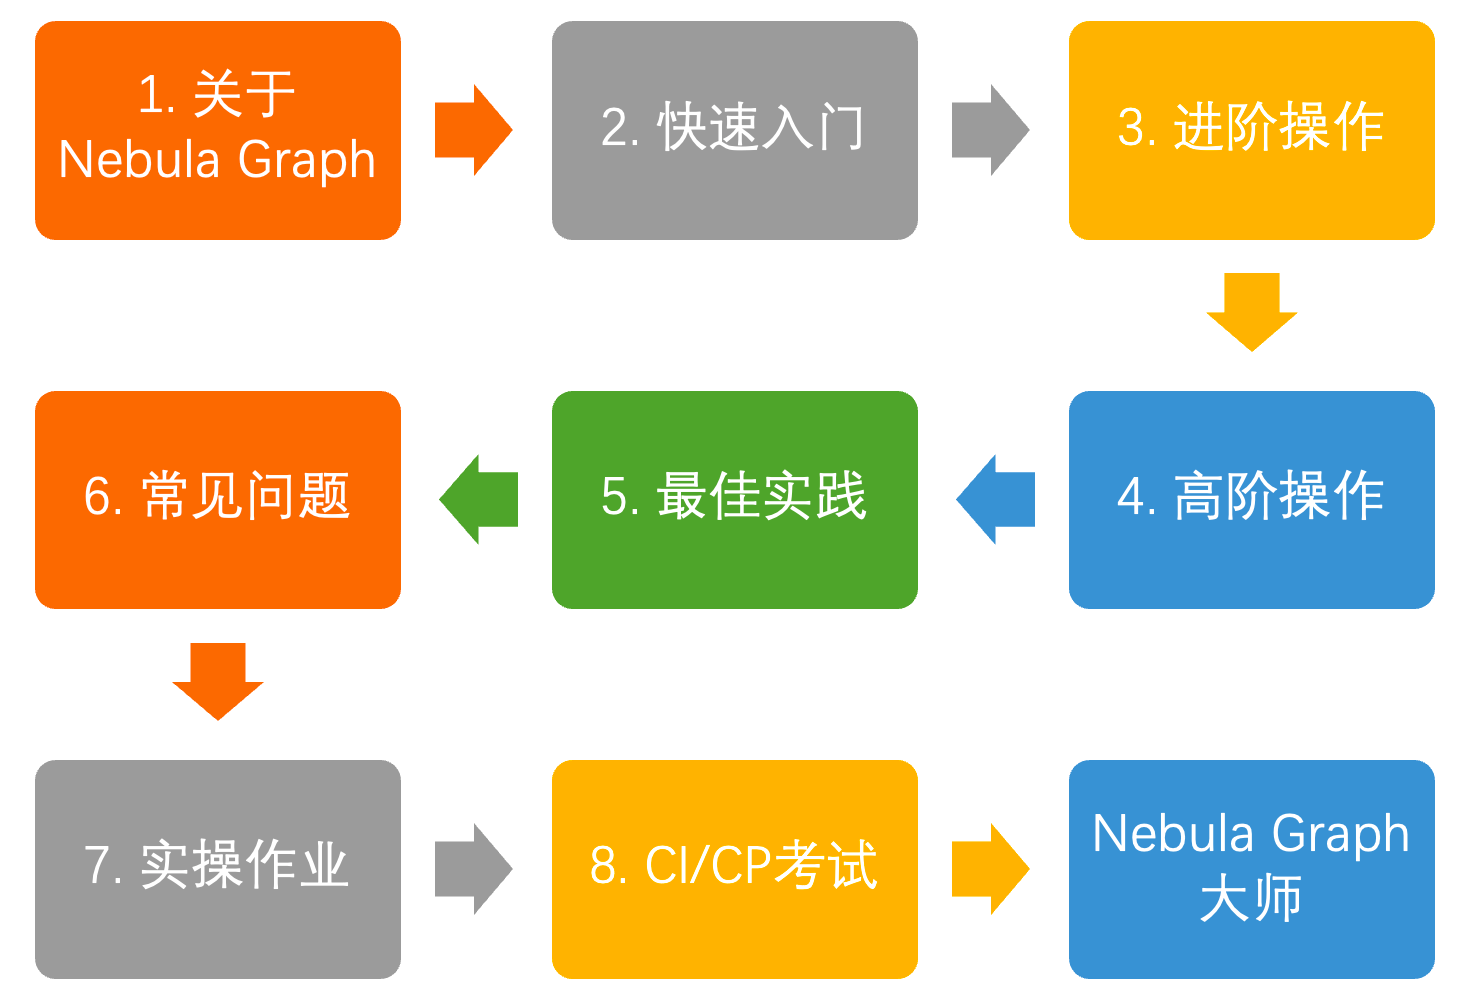 1. 关于
Nebula Graph
2. 快速入门
3. 进阶操作
4. 高阶操作
5. 最佳实践
6. 常见问题
7. 实操作业
8. CI/CP考试
Nebula Graph
大师